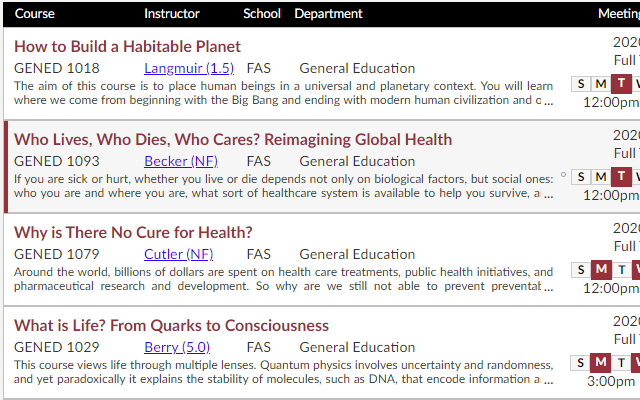 Course Instructor School Department Meeting
How to Build a Habitable Planet 2020
GENED 1018 Langmuir (1.5) FAS General Education Full
The aim of this course is to place human beings in a universal and planetary context. You will learn S M T
where we come from beginning with the Big Bang and ending with modern human civilization and c... 12:00pm
Who Lives, Who Dies, Who Cares? Reimagining Global Health 202
GENED 1093 Becker (NF) FAS General Education Full
If you are sick or hurt, whether you live or die depends not only on biological factors, but social ones: S M T
who you are and where you are, what sort of healthcare system is available to help you survive, a ... 12:00pm
Why is There No Cure for Health? 202
GENED 1079 Cutler (NF) FAS General Education Full
Around the world, billions of dollars are spent on health care treatments, public health initiatives, and S M T
pharmaceutical research and development. So why are we still not able to prevent prevental ... 12:00pm
What is Life? From Quarks to Consciousness 202
GENED 1029 Berry (5.0) FAS General Education Full
This course views life through multiple lenses. Quantum physics involves uncertainty and randomness, S M T
and yet paradoxically it explains the stability of molecules, such as DNA, that encode information a ... 3:00pm